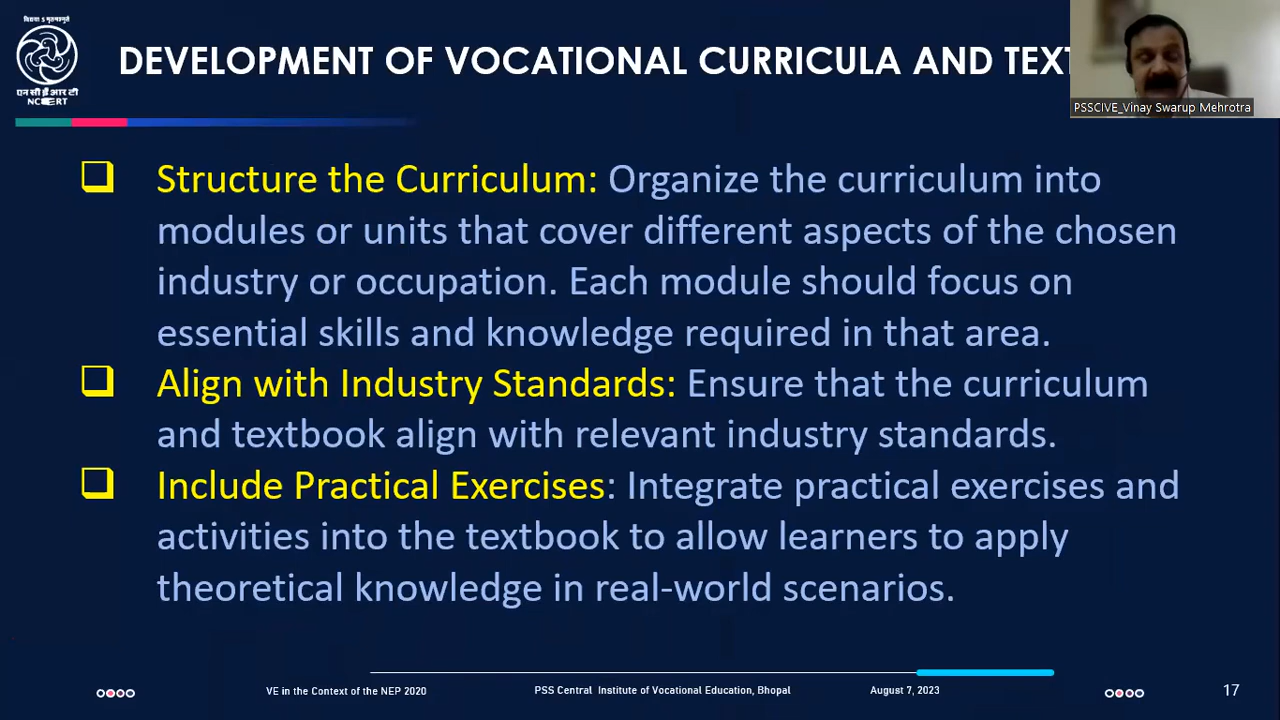 विद्यया ऽ मृतमश्नुते
एन सी ई आर टी
NCERT
DEVELOPMENT OF VOCATIONAL CURRICULA AND TEXT
PSSCIVE_Vinay Swarup Mehrotra
❑ Structure the Curriculum: Organize the curriculum into
modules or units that cover different aspects of the chosen
industry or occupation. Each module should focus on
essential skills and knowledge required in that area.
❑ Align with Industry Standards: Ensure that the curriculum
and textbook align with relevant industry standards.
❑ Include Practical Exercises: Integrate practical exercises and
activities into the textbook to allow learners to apply
theoretical knowledge in real-world scenarios.
VE in the Context of the NEP 2020
PSS Central Institute of Vocational Education, Bhopal
August 7, 2023
17